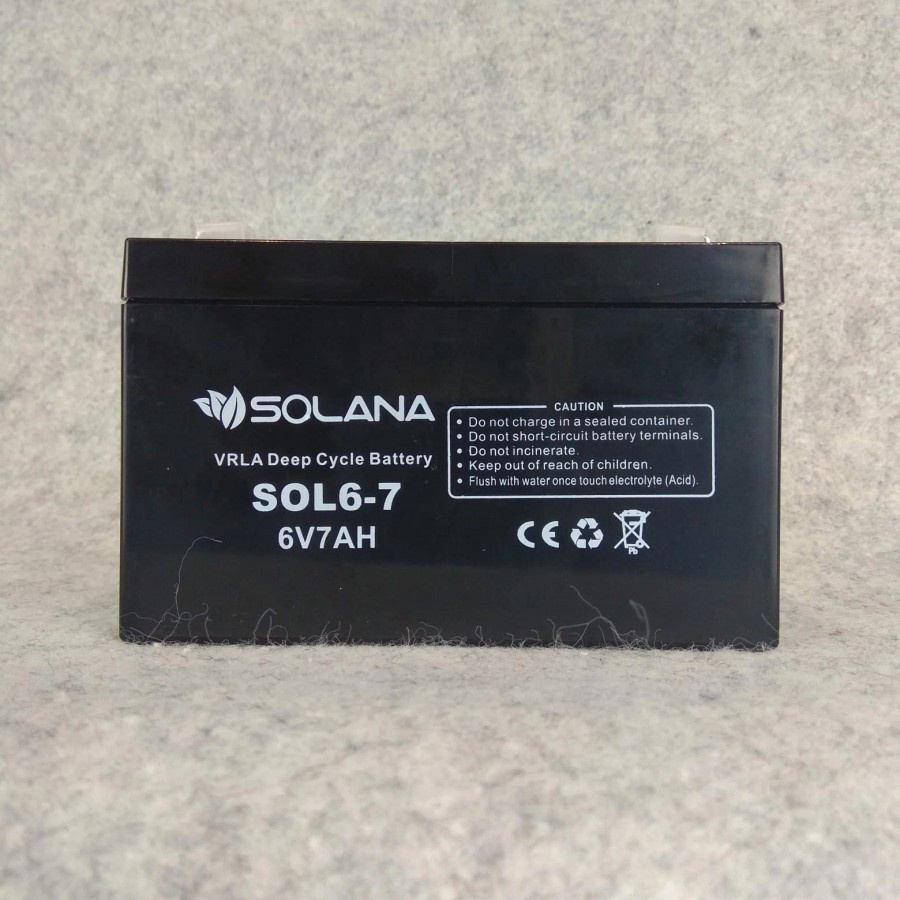 SOLANA
VRLA Deep Cycle Battery
SOL6-7
6V7AH
CAUTION
• Do not charge in a sealed container.
• Do not short-circuit battery terminals.
• Do not incinerate.
• Keep out of reach of children.
• Flush with water once touch electrolyte (Acid).
CE
Pb